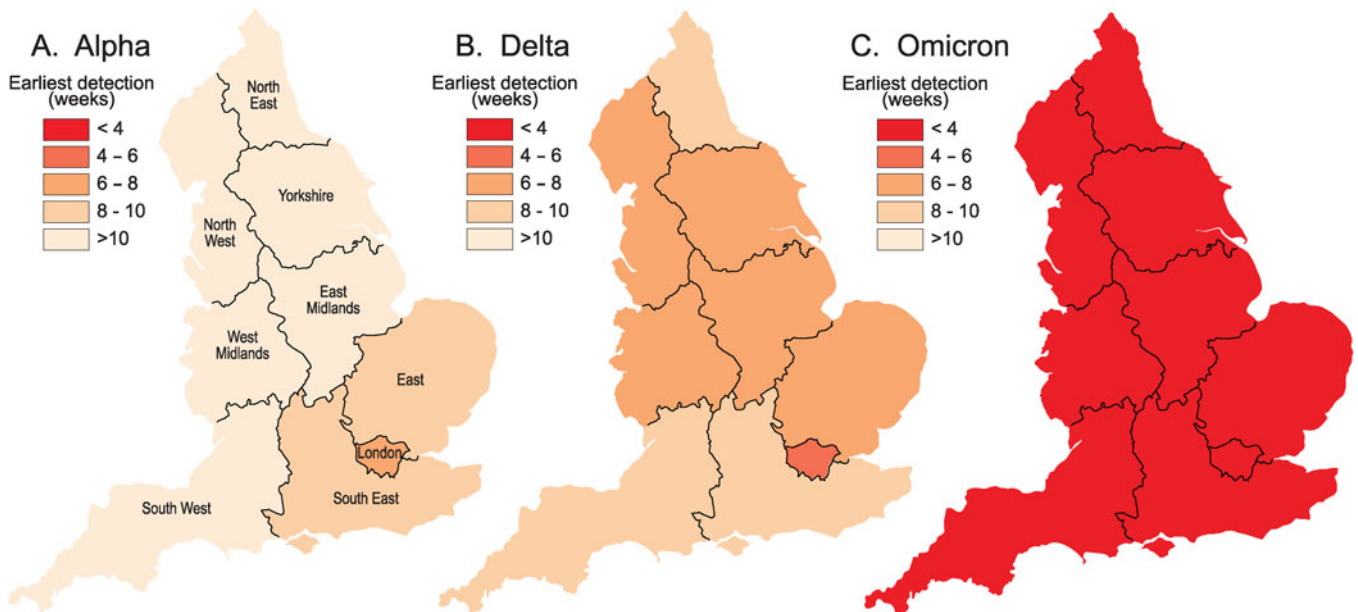 A. Alpha
Earliest detection
(weeks)
< 4
4 – 6
6 – 8
8 - 10
>10
North
East
Yorkshire
North
West
East
Midlands
West
Midlands
East
London
South East
South West
B. Delta
Earliest detection
(weeks)
< 4
4 – 6
6 – 8
8 - 10
>10
C. Omicron
Earliest detection
(weeks)
< 4
4 – 6
6 – 8
8 - 10
>10